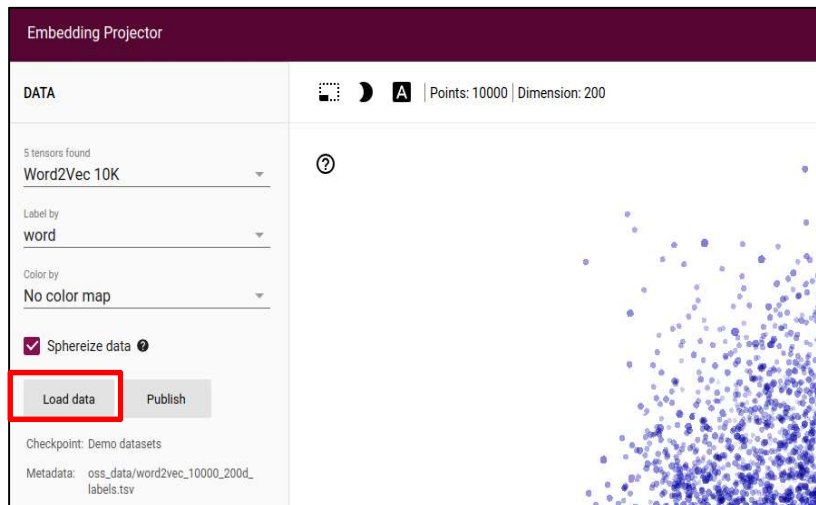 Embedding Projector
DATA
A Points: 10000 Dimension: 200
5 tensors found
Word2Vec 10K
Label by
word
Color by
No color map
Sphereize data
Load data Publish
Checkpoint: Demo datasets
Metadata: oss_data/word2vec_10000_200d_
labels.tsv